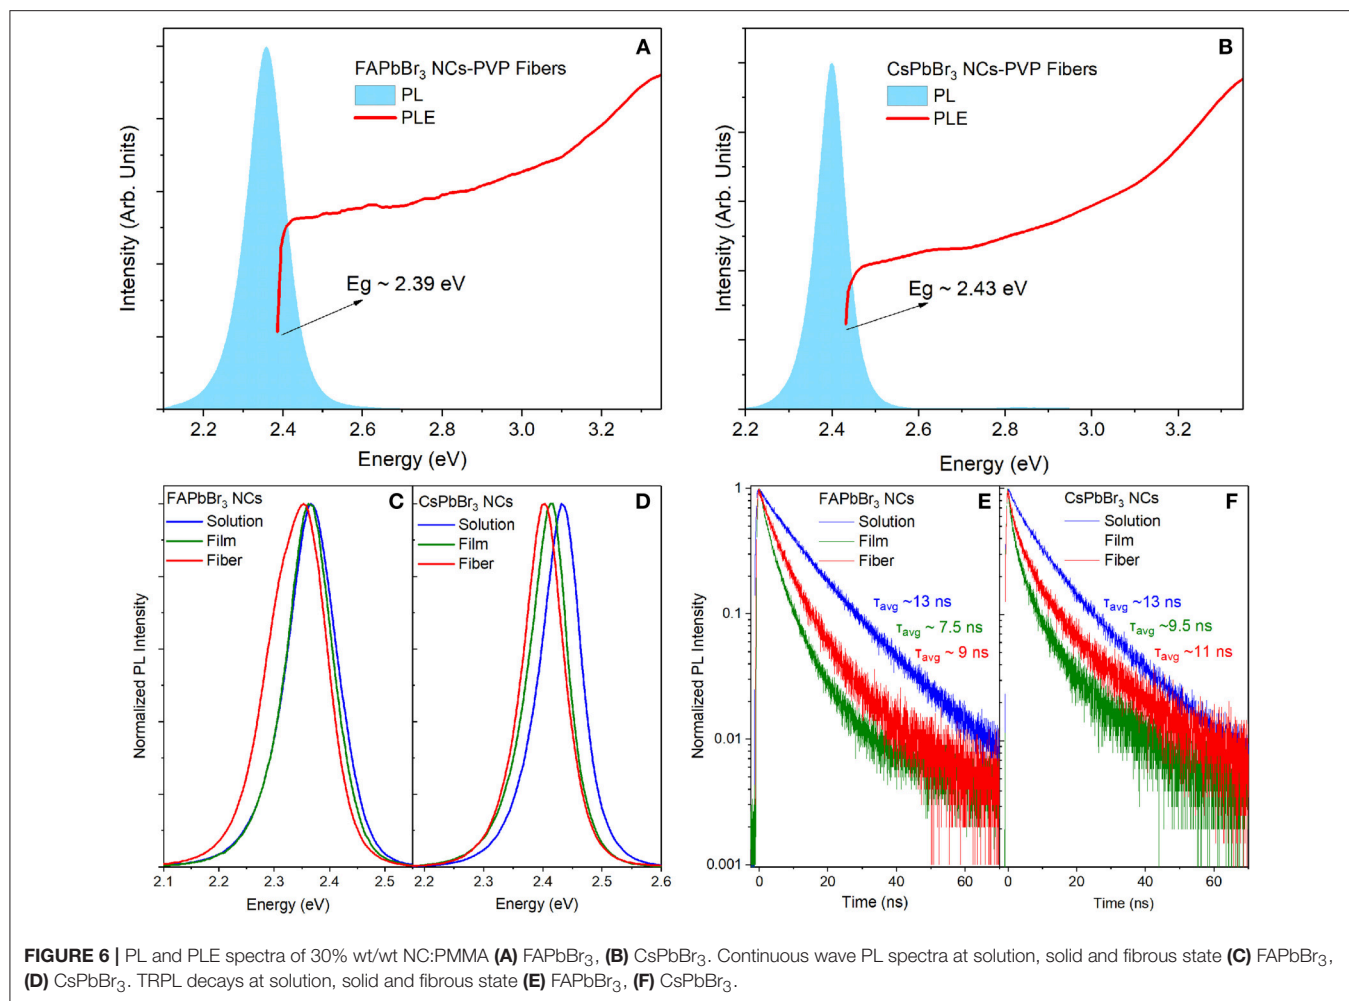 A
FAPbBr₃ NCs-PVP Fibers
PL
PLE
Eg ~ 2.39 eV
Intensity (Arb. Units)
2.2 2.4 2.6 2.8 3.0 3.2
Energy (eV)
B
CsPbBr₃ NCs-PVP Fibers
PL
PLE
Eg ~ 2.43 eV
Intensity (Arb. Units)
2.2 2.4 2.6 2.8 3.0 3.2
Energy (eV)
FAPbBr₃ NCs
C
Solution
Film
Fiber
Normalized PL Intensity
2.1 2.2 2.3 2.4 2.5
Energy (eV)
CsPbBr₃ NCs
D
Solution
Film
Fiber
2.2 2.3 2.4 2.5 2.6
Energy (eV)
FAPbBr₃ NCs
E
Solution
Film
Fiber
τavg ~13 ns
τavg ~ 7.5 ns
τavg ~ 9 ns
Normalized PL Intensity
1
0.1
0.01
0.001
0 20 40 60
Time (ns)
CsPbBr₃ NCs
F
Solution
Film
Fiber
τavg ~13 ns
τavg ~9.5 ns
τavg ~11 ns
0 20 40 60
Time (ns)
FIGURE 6 | PL and PLE spectra of 30% wt/wt NC:PMMA (A) FAPbBr₃, (B) CsPbBr₃. Continuous wave PL spectra at solution, solid and fibrous state (C) FAPbBr₃,
(D) CsPbBr₃. TRPL decays at solution, solid and fibrous state (E) FAPbBr₃, (F) CsPbBr₃.